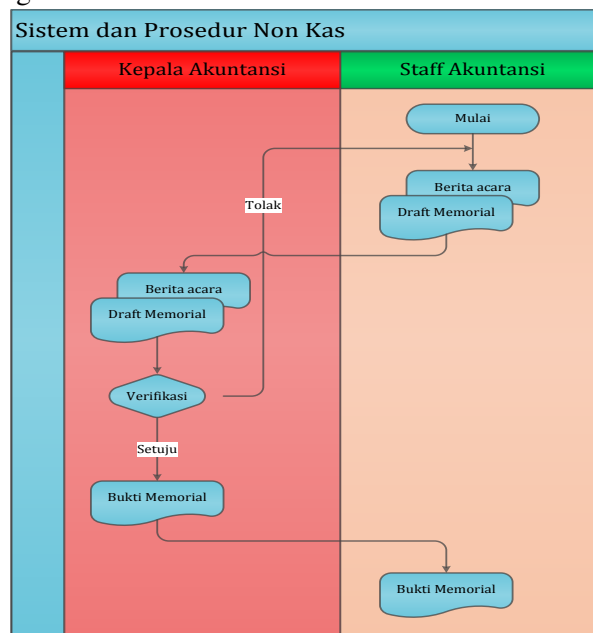 Sistem dan Prosedur Non Kas
Kepala Akuntansi
Staff Akuntansi
Mulai
Berita acara
Draft Memorial
Tolak
Berita acara
Draft Memorial
Verifikasi
Setuju
Bukti Memorial
Bukti Memorial